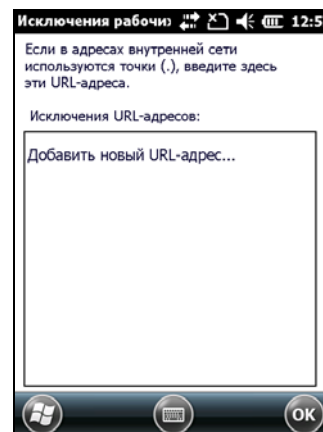 Исключения рабочи 12:5
Если в адресах внутренней сети
используются точки (.), введите здесь
эти URL-адреса.
Исключения URL-адресов:
Добавить новый URL-адрес...
OK